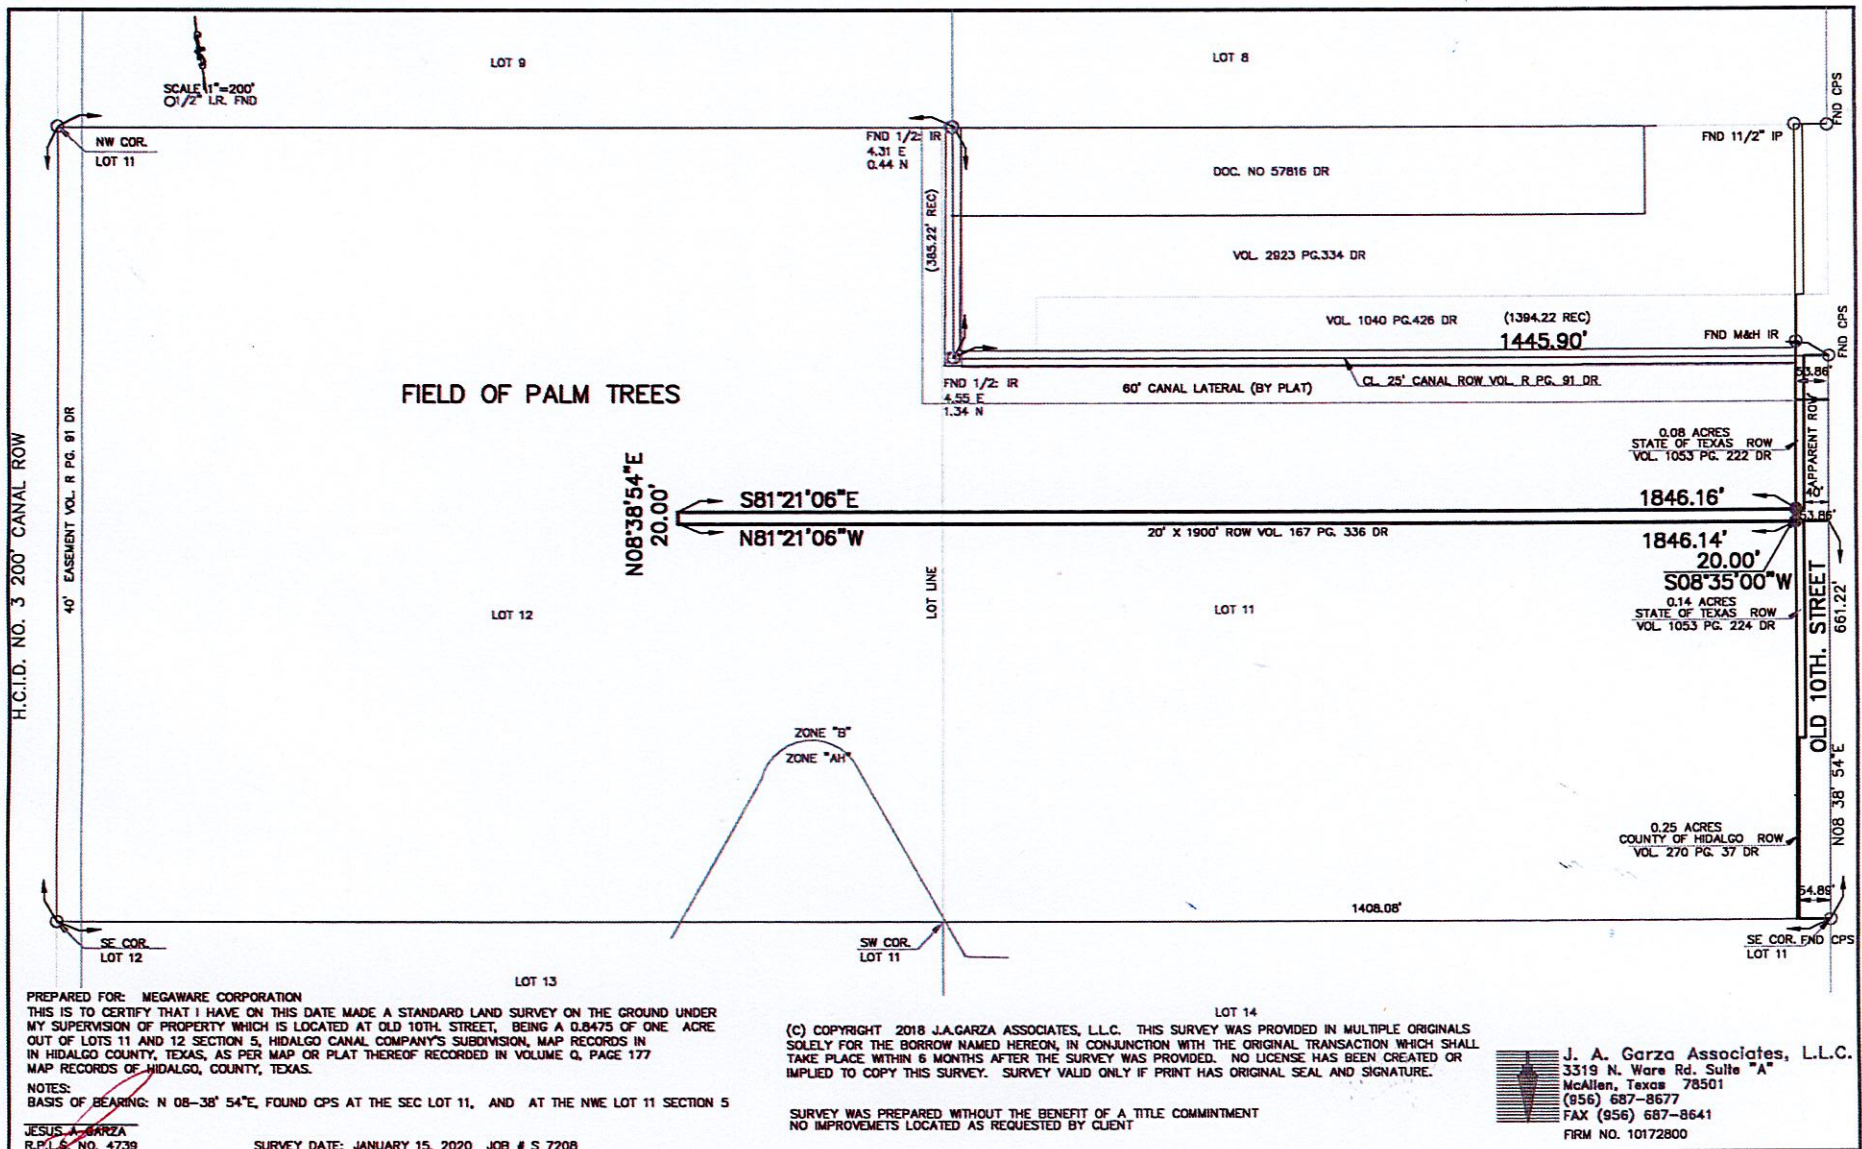 LOT 9
LOT 8
SCALE 1"=200'
O1/2" I.R. FND
FND CPS
NW COR.
LOT 11
FND 1/2: IR
4.31 E
0.44 N
FND 11/2" IP
DOC. NO 57816 DR
(385.22' REC)
VOL. 2923 PG.334 DR
VOL. 1040 PG.426 DR
(1394.22 REC)
1445.90'
FND M&H IR
FND CPS
FIELD OF PALM TREES
FND 1/2: IR
4.55 E
1.34 N
60' CANAL LATERAL (BY PLAT)
CL 25' CANAL ROW VOL. R PG. 91 DR
53.86'
H.C.I.D. NO. 3 200' CANAL ROW
40' EASEMENT VOL. R PG. 91 DR
0.08 ACRES
STATE OF TEXAS ROW
VOL. 1053 PG. 222 DR
APPARENT ROW
40'
N08°38'54"E
20.00'
S81°21'06"E
1846.16'
N81°21'06"W
20' X 1900' ROW VOL. 167 PG. 336 DR
53.86'
1846.14'
20.00'
S08°35'00"W
LOT LINE
LOT 12
LOT 11
0.14 ACRES
STATE OF TEXAS ROW
VOL. 1053 PG. 224 DR
OLD 10TH. STREET
661.22'
N08 38' 54"E
ZONE "B"
ZONE "AH"
0.25 ACRES
COUNTY OF HIDALGO ROW
VOL. 270 PG. 37 DR
54.89'
1408.08'
SE COR.
LOT 12
SW COR.
LOT 11
SE COR. FND CPS
LOT 11
LOT 13
LOT 14
PREPARED FOR: MEGAWARE CORPORATION
THIS IS TO CERTIFY THAT I HAVE ON THIS DATE MADE A STANDARD LAND SURVEY ON THE GROUND UNDER
MY SUPERVISION OF PROPERTY WHICH IS LOCATED AT OLD 10TH. STREET, BEING A 0.8475 OF ONE ACRE
OUT OF LOTS 11 AND 12 SECTION 5, HIDALGO CANAL COMPANY'S SUBDIVISION, MAP RECORDS IN
IN HIDALGO COUNTY, TEXAS, AS PER MAP OR PLAT THEREOF RECORDED IN VOLUME Q, PAGE 177
MAP RECORDS OF HIDALGO, COUNTY, TEXAS.
NOTES:
BASIS OF BEARING: N 08-38' 54"E, FOUND CPS AT THE SEC LOT 11, AND AT THE NWE LOT 11 SECTION 5
JESUS A. GARZA
R.P.L.S. NO. 4739
SURVEY DATE: JANUARY 15, 2020 JOB # S 7208
(C) COPYRIGHT 2018 J.A.GARZA ASSOCIATES, L.L.C. THIS SURVEY WAS PROVIDED IN MULTIPLE ORIGINALS
SOLELY FOR THE BORROW NAMED HEREON, IN CONJUNCTION WITH THE ORIGINAL TRANSACTION WHICH SHALL
TAKE PLACE WITHIN 6 MONTHS AFTER THE SURVEY WAS PROVIDED. NO LICENSE HAS BEEN CREATED OR
IMPLIED TO COPY THIS SURVEY. SURVEY VALID ONLY IF PRINT HAS ORIGINAL SEAL AND SIGNATURE.
SURVEY WAS PREPARED WITHOUT THE BENEFIT OF A TITLE COMMINTMENT
NO IMPROVEMETS LOCATED AS REQUESTED BY CLIENT
J. A. Garza Associates, L.L.C.
3319 N. Ware Rd. Suite "A"
McAllen, Texas 78501
(956) 687-8677
FAX (956) 687-8641
FIRM NO. 10172800